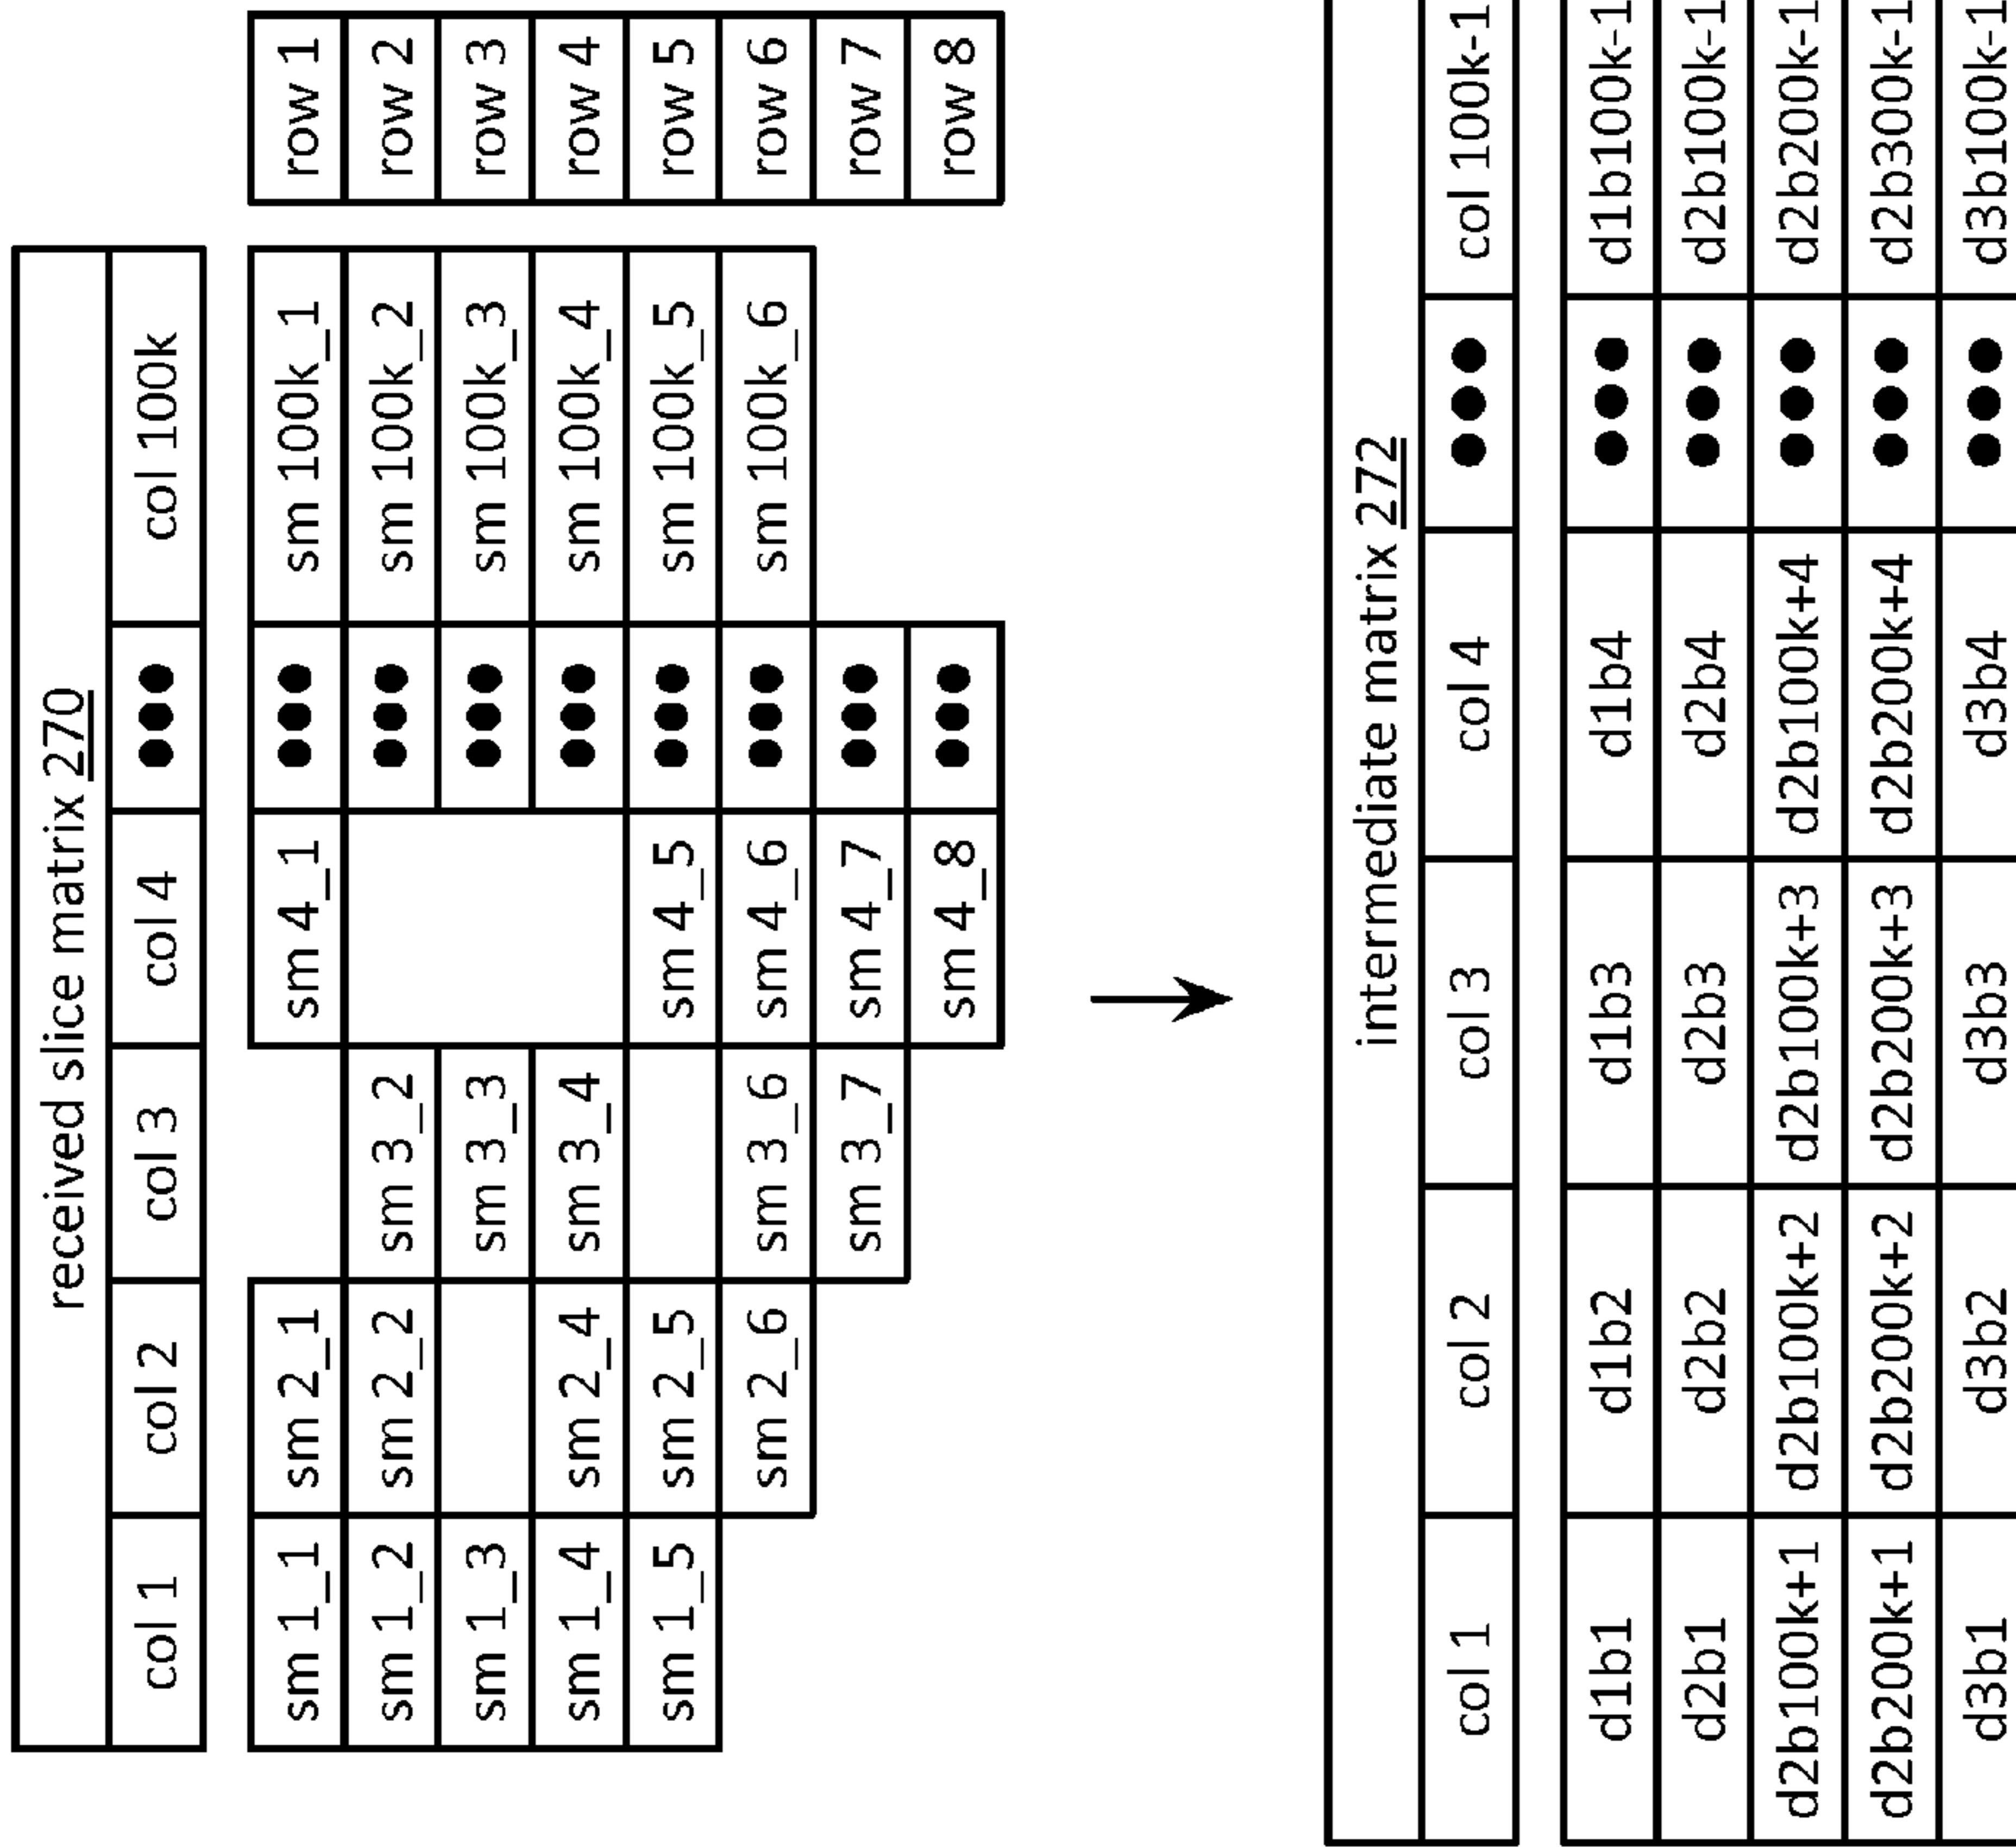 received slice matrix 270
col 1 col 2 col 3 col 4 ●●● col 100k
sm 1_1 sm 2_1 sm 4_1 ●●● sm 100k_1 row 1
sm 1_2 sm 2_2 sm 3_2 ●●● sm 100k_2 row 2
sm 1_3 sm 3_3 ●●● sm 100k_3 row 3
sm 1_4 sm 2_4 sm 3_4 ●●● sm 100k_4 row 4
sm 1_5 sm 2_5 sm 4_5 ●●● sm 100k_5 row 5
sm 2_6 sm 3_6 sm 4_6 ●●● sm 100k_6 row 6
sm 3_7 sm 4_7 ●●● row 7
sm 4_8 ●●● row 8
intermediate matrix 272
col 1 col 2 col 3 col 4 ●●● col 100k-1
d1b1 d1b2 d1b3 d1b4 ●●● d1b100k-1
d2b1 d2b2 d2b3 d2b4 ●●● d2b100k-1
d2b100k+1 d2b100k+2 d2b100k+3 d2b100k+4 ●●● d2b200k-1
d2b200k+1 d2b200k+2 d2b200k+3 d2b200k+4 ●●● d2b300k-1
d3b1 d3b2 d3b3 d3b4 ●●● d3b100k-1